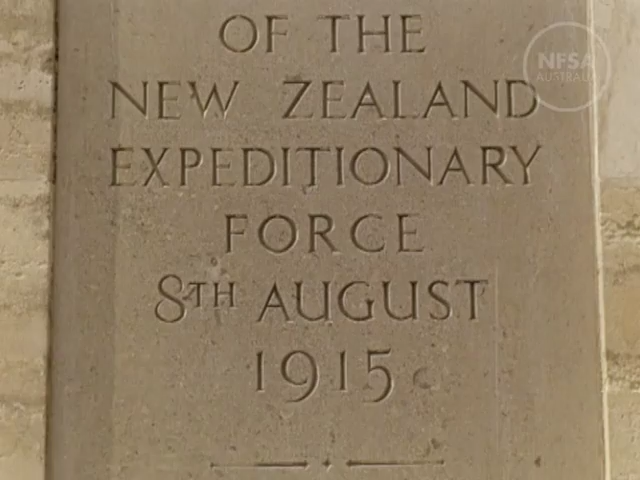 OF THE
NEW ZEALAND
EXPEDITIONARY
FORCE
8TH AUGUST
1915
NFSA
AUSTRALIA